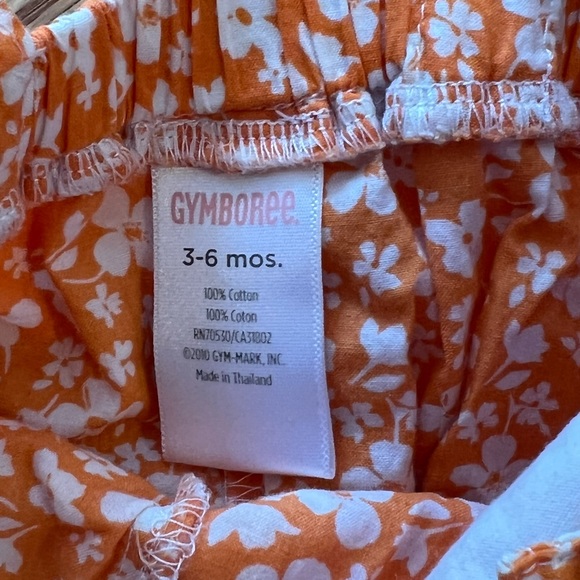 GYMBOREE.
3-6 mos.
100% Cotton
100% Coton
RN70530/CA31802
©2010 GYM-MARK, INC.
Made in Thailand